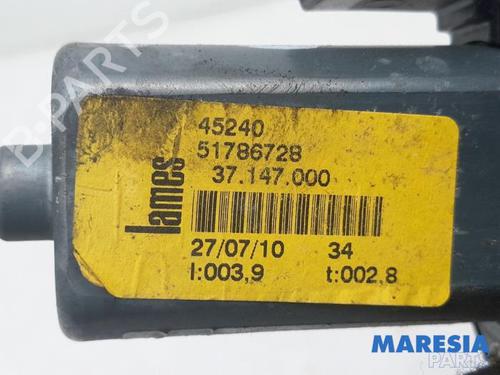 B-PARTS
45240
51786728
37.147.000
lames
27/07/10 34
l:003,9 t:002,8
MARESIA
PARTS